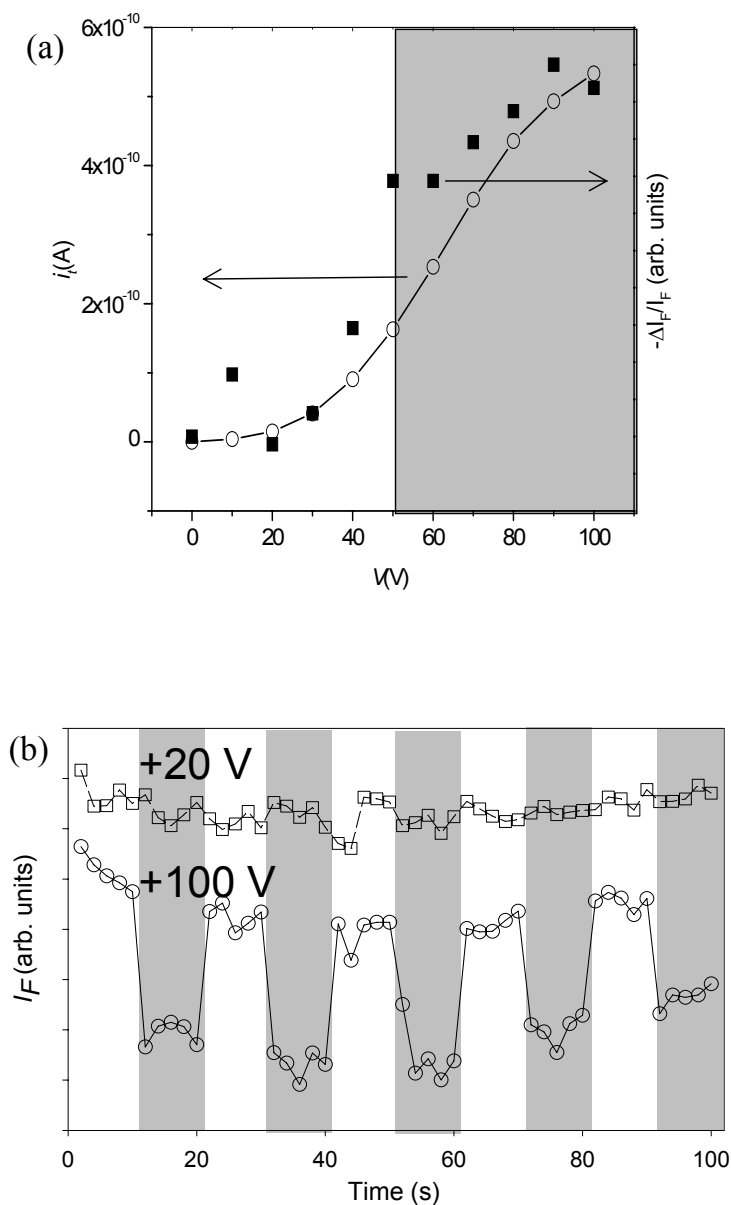 (a)
6x10^-10
4x10^-10
2x10^-10
0
i_t(A)
-ΔI_F/I_F (arb. units)
0 20 40 60 80 100
V(V)
(b)
+20 V
+100 V
I_F (arb. units)
0 20 40 60 80 100
Time (s)